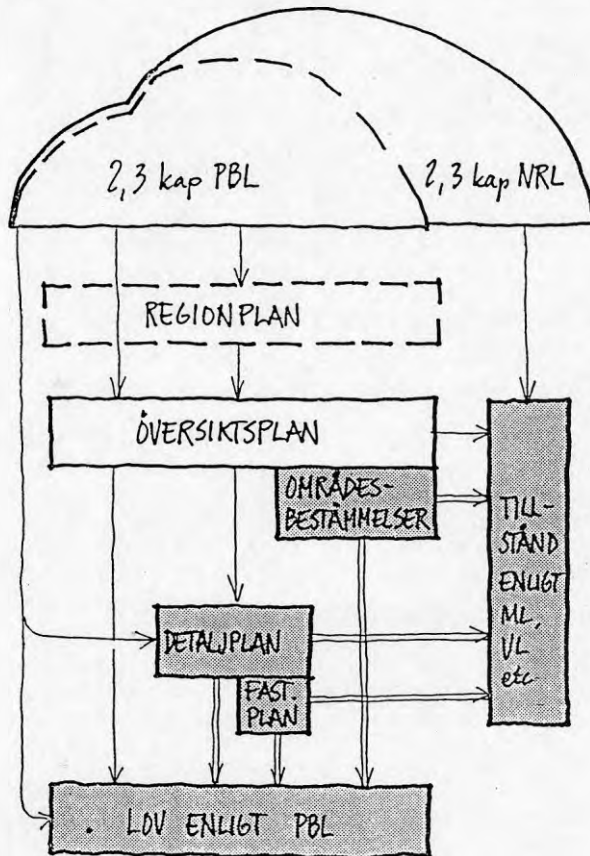 2,3 kap PBL
2,3 kap NRL
REGIONPLAN
ÖVERSIKTSPLAN
OMRÅDES-
BESTÄMMELSER
TILL-
STÅND
ENLIGT
ML,
VL
etc
DETALJPLAN
FAST.
PLAN
. LOV ENLIGT PBL